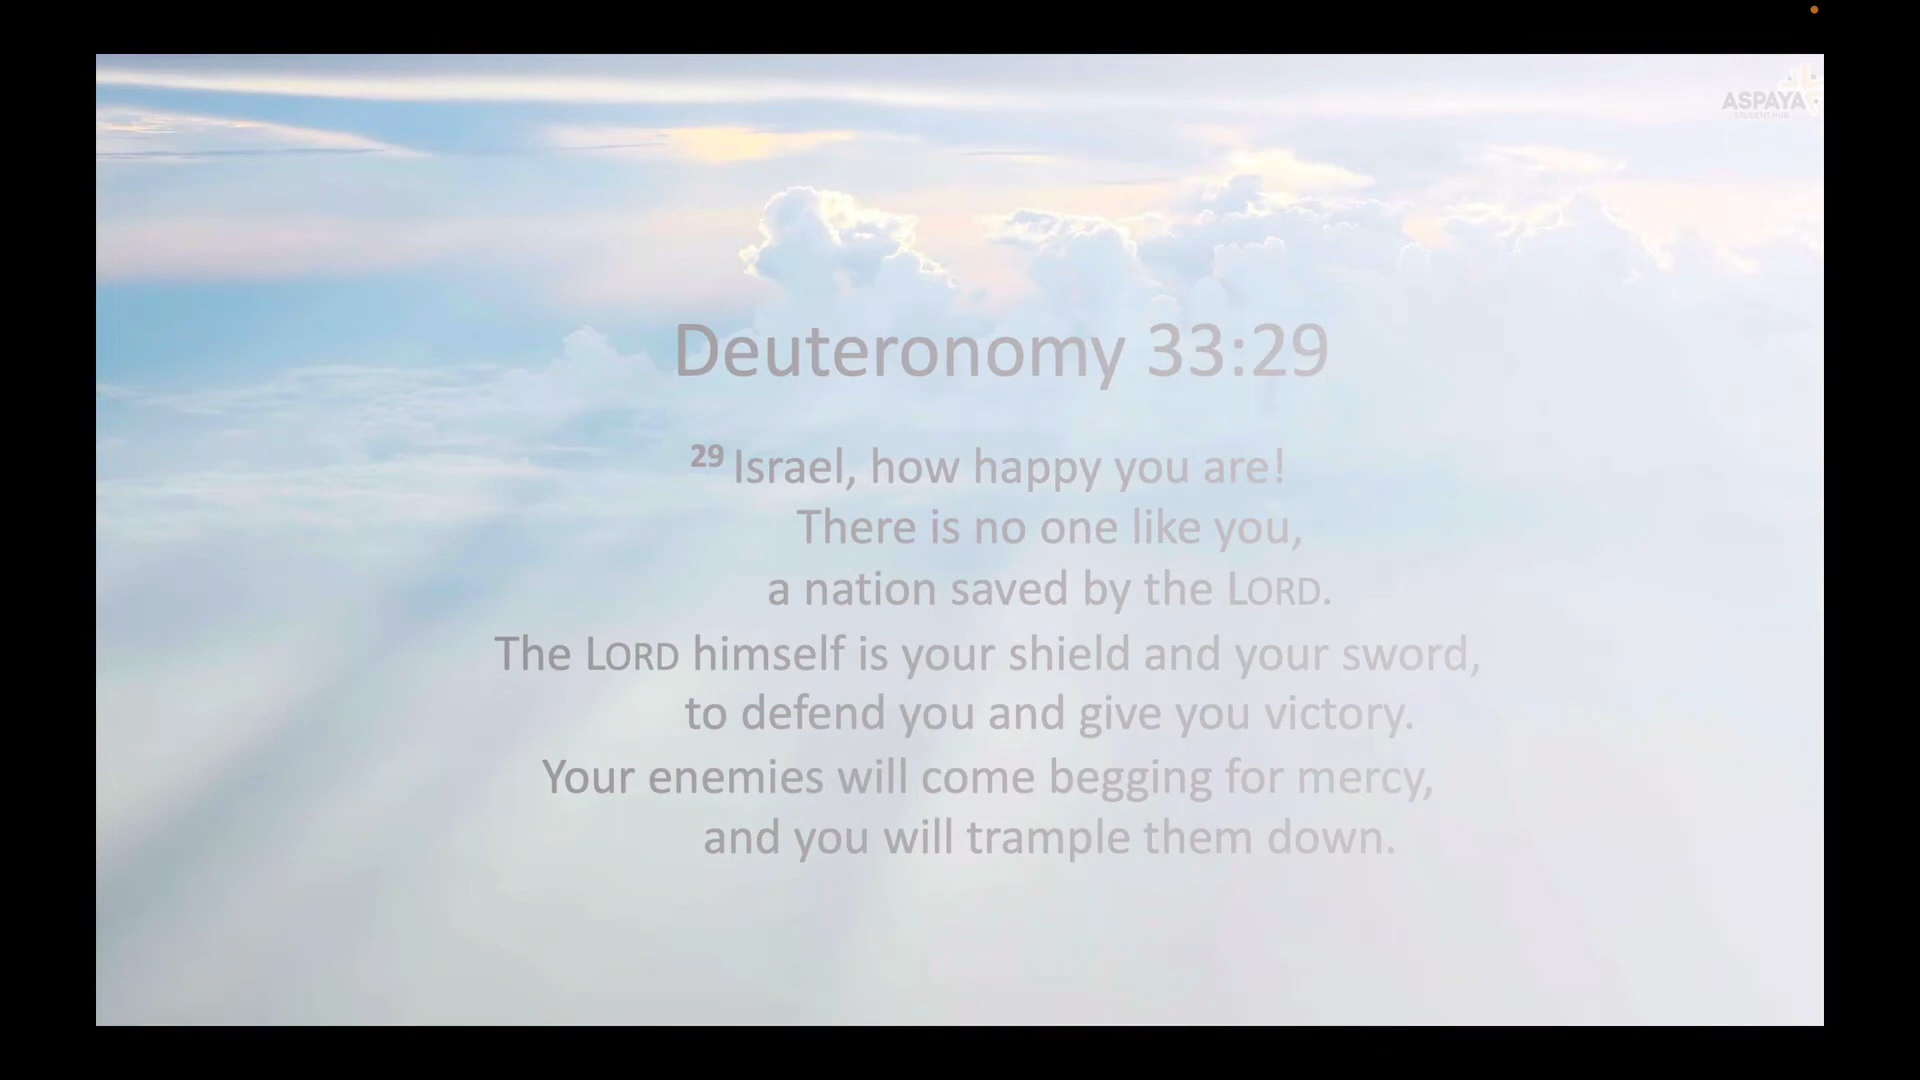 ASPAYA
STUDENT HUB
Deuteronomy 33:29
29 Israel, how happy you are!
There is no one like you,
a nation saved by the LORD.
The LORD himself is your shield and your sword,
to defend you and give you victory.
Your enemies will come begging for mercy,
and you will trample them down.